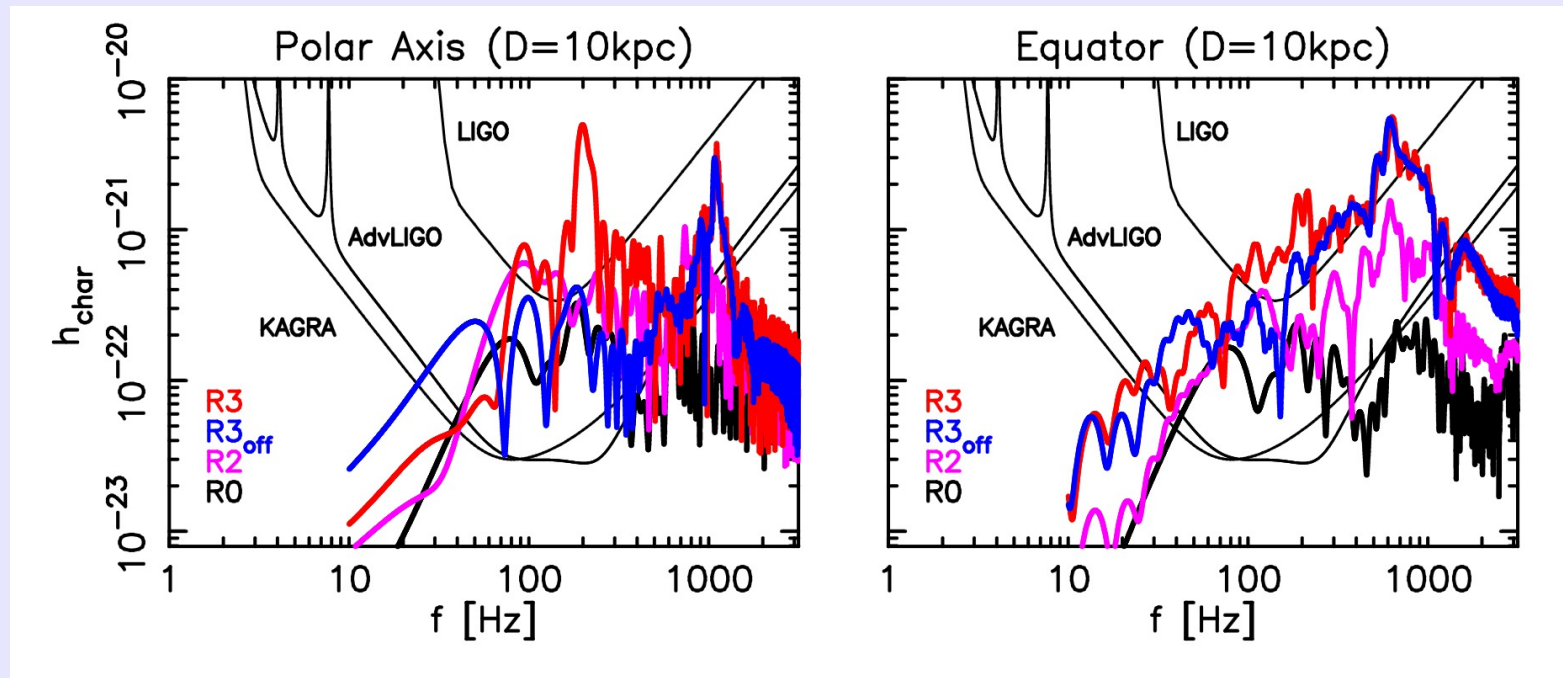 Polar Axis (D=10kpc)
h_char
10^-20
10^-21
10^-22
10^-23
LIGO
AdvLIGO
KAGRA
R3
R3_off
R2
R0
1 10 100 1000
f [Hz]
Equator (D=10kpc)
LIGO
AdvLIGO
KAGRA
R3
R3_off
R2
R0
1 10 100 1000
f [Hz]